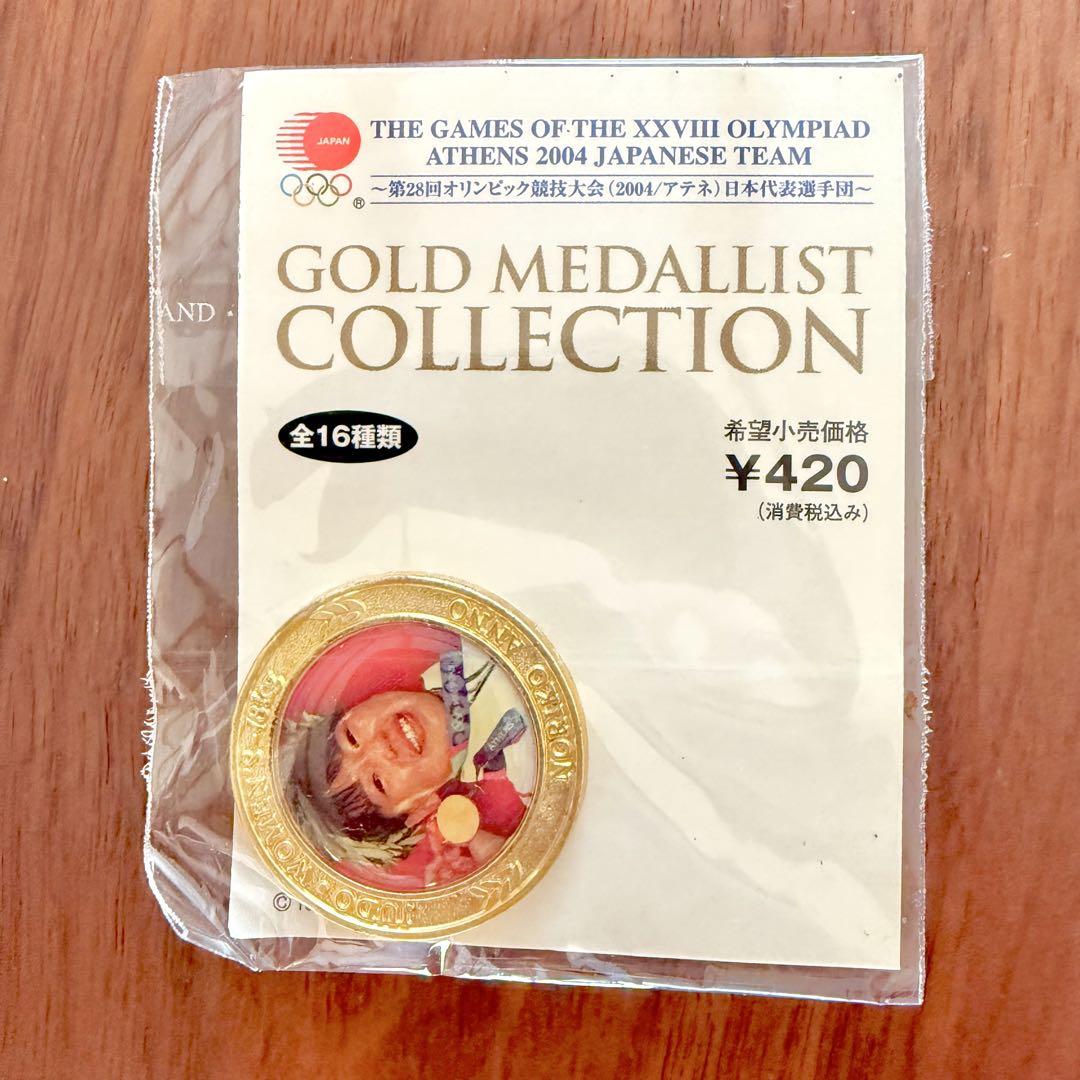 JAPAN
THE GAMES OF THE XXVIII OLYMPIAD
ATHENS 2004 JAPANESE TEAM
～第28回オリンピック競技大会（2004/アテネ）日本代表選手団～
®
GOLD MEDALLIST
COLLECTION
AND ·
全16種類
希望小売価格
¥420
(消費税込み)
NORIKO ANNO
JUDO WOMEN'S
ATHENS
©